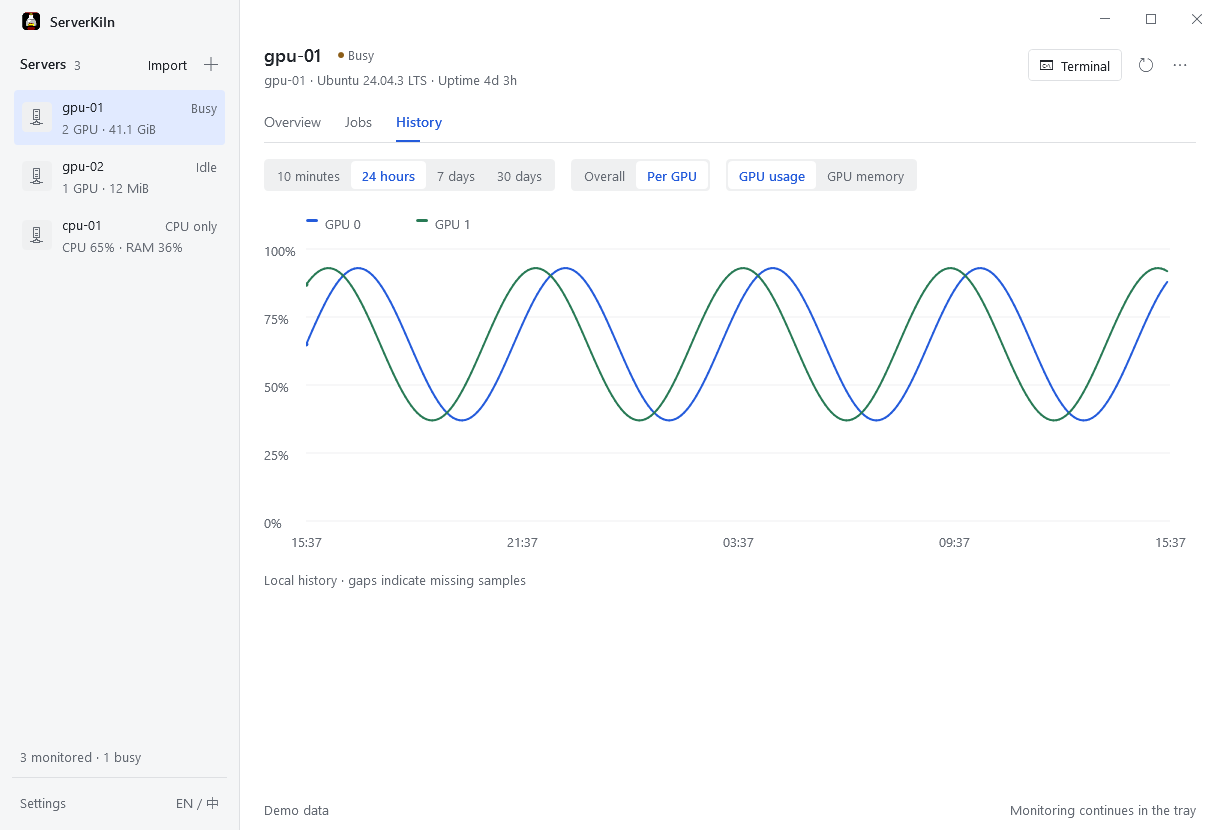 ServerKiln
Servers 3 Import
gpu-01 Busy
2 GPU · 41.1 GiB
gpu-02 Idle
1 GPU · 12 MiB
cpu-01 CPU only
CPU 65% · RAM 36%
3 monitored · 1 busy
Settings EN / 中
gpu-01 Busy
gpu-01 · Ubuntu 24.04.3 LTS · Uptime 4d 3h
Terminal
Overview Jobs History
10 minutes 24 hours 7 days 30 days Overall Per GPU GPU usage GPU memory
GPU 0 GPU 1
100%
75%
50%
25%
0%
15:37 21:37 03:37 09:37 15:37
Local history · gaps indicate missing samples
Demo data Monitoring continues in the tray